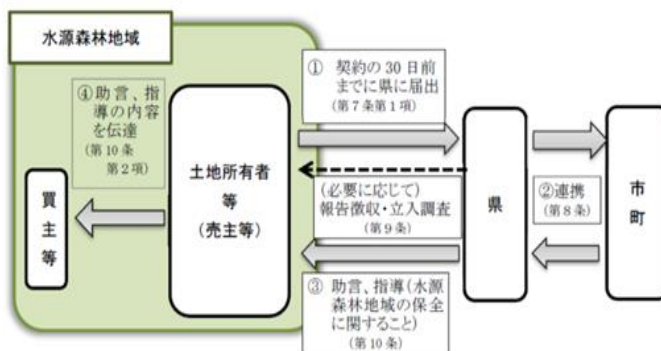 水源森林地域
① 契約の30日前
までに県に届出
(第7条第1項)
④助言、指
導の内容
を伝達
(第10条
第2項)
買主等
土地所有者
等
(売主等)
(必要に応じて)
報告徴収・立入調査
(第9条)
県
②連携
(第8条)
市町
③ 助言、指導(水源
森林地域の保全
に関すること)
(第10条)